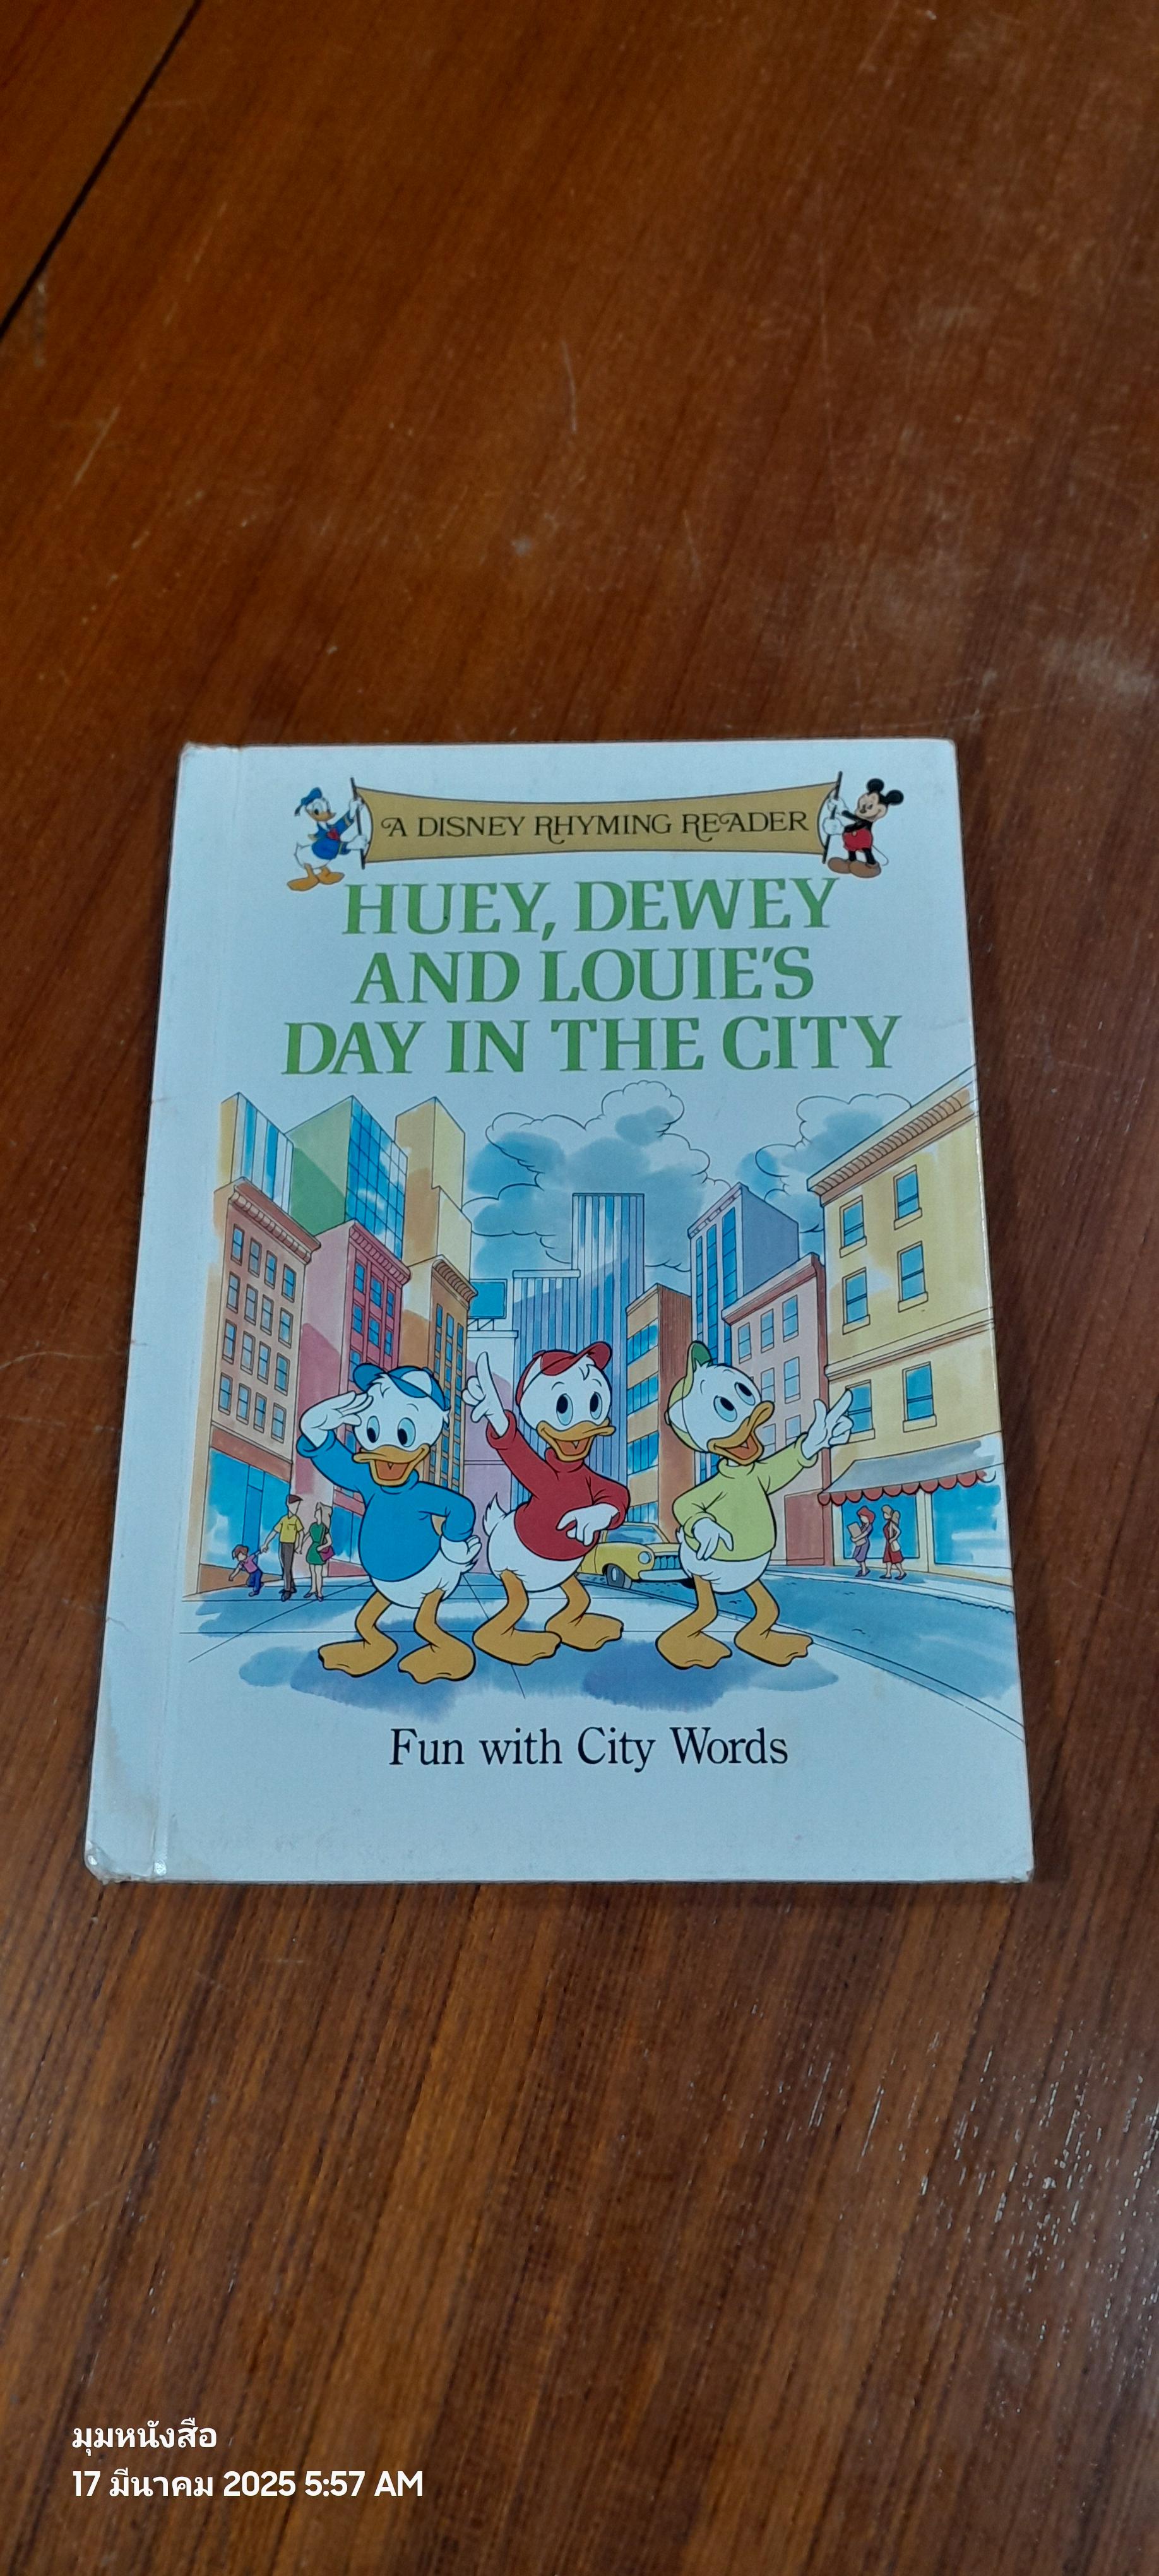 A DISNEY RHYMING READER
HUEY, DEWEY
AND LOUIE'S
DAY IN THE CITY
Fun with City Words
มุมหนังสือ
17 มีนาคม 2025 5:57 AM